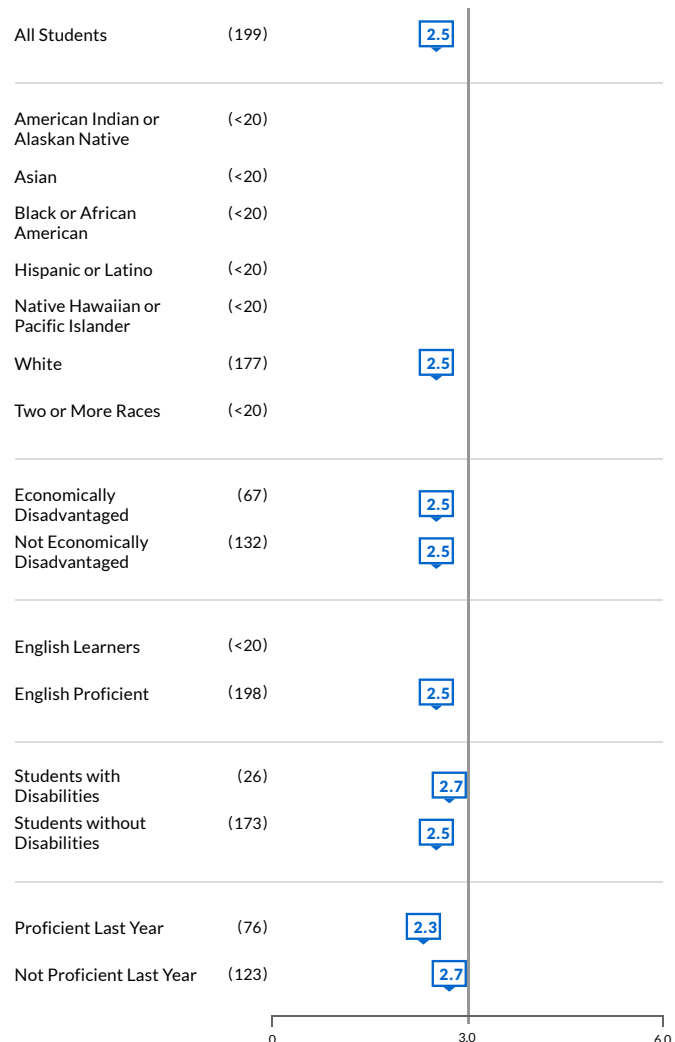 All Students (199) 2.5
American Indian or (<20)
Alaskan Native
Asian (<20)
Black or African (<20)
American
Hispanic or Latino (<20)
Native Hawaiian or (<20)
Pacific Islander
White (177) 2.5
Two or More Races (<20)
Economically (67) 2.5
Disadvantaged
Not Economically (132) 2.5
Disadvantaged
English Learners (<20)
English Proficient (198) 2.5
Students with (26) 2.7
Disabilities
Students without (173) 2.5
Disabilities
Proficient Last Year (76) 2.3
Not Proficient Last Year (123) 2.7
0 3.0 6.0